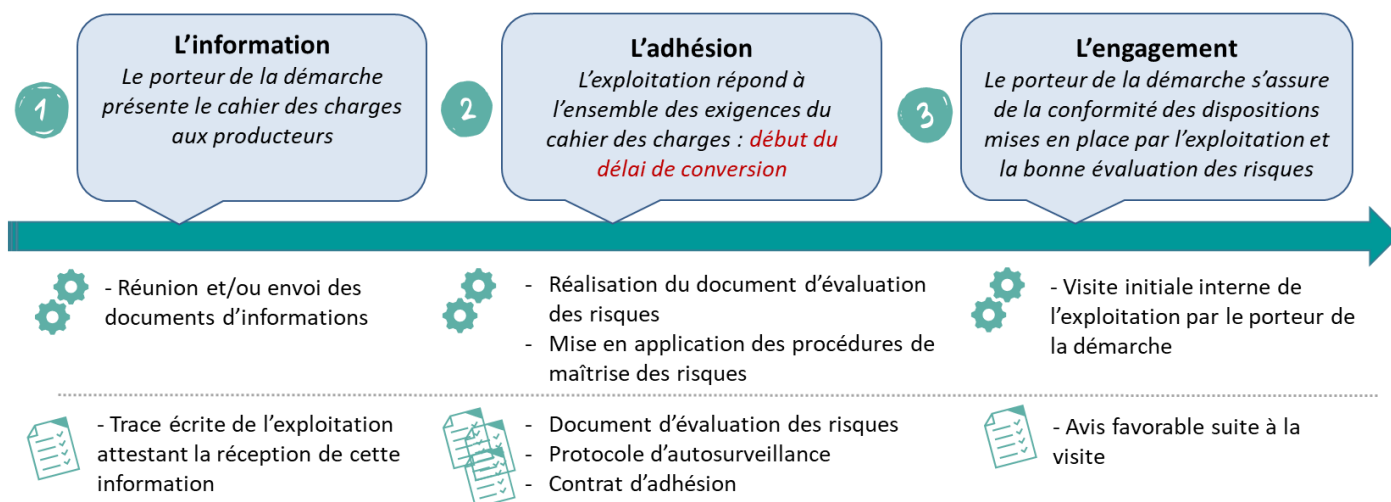 1
L’information
Le porteur de la démarche
présente le cahier des charges
aux producteurs
2
L’adhésion
L’exploitation répond à
l’ensemble des exigences du
cahier des charges : début du
délai de conversion
3
L’engagement
Le porteur de la démarche s’assure
de la conformité des dispositions
mises en place par l’exploitation et
la bonne évaluation des risques
- Réunion et/ou envoi des
documents d’informations
- Réalisation du document d’évaluation
des risques
- Mise en application des procédures de
maîtrise des risques
- Visite initiale interne de
l’exploitation par le porteur de
la démarche
- Trace écrite de l’exploitation
attestant la réception de cette
information
- Document d’évaluation des risques
- Protocole d’autosurveillance
- Contrat d’adhésion
- Avis favorable suite à la
visite